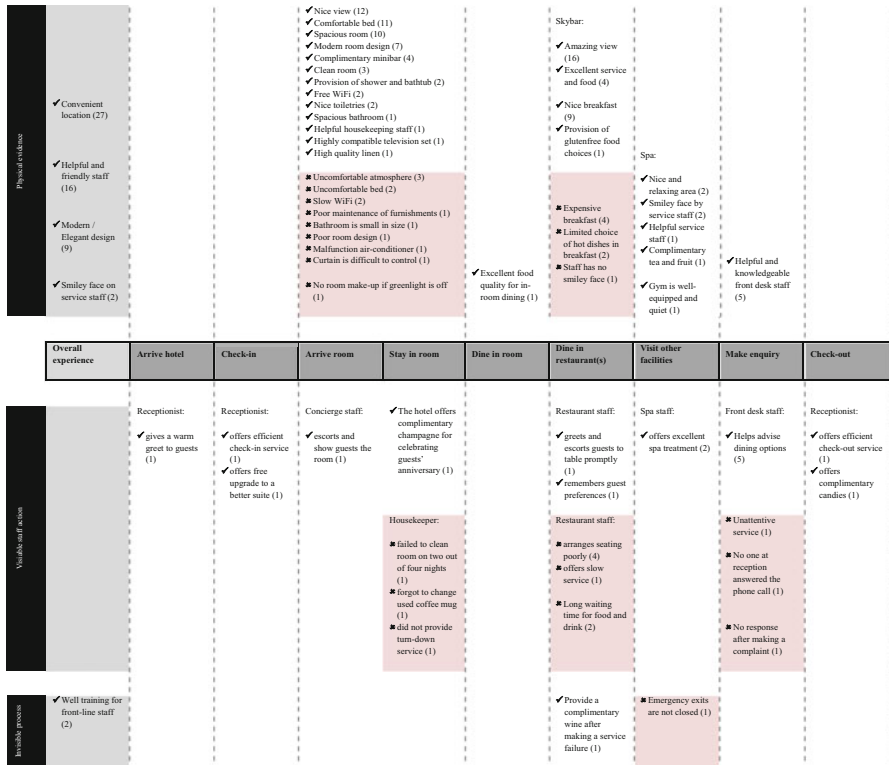 Physical evidence
✔Convenient
location (27)
✔Helpful and
friendly staff
(16)
✔Modern /
Elegant design
(9)
✔Smiley face on
service staff (2)
✔Nice view (12)
✔Comfortable bed (11)
✔Spacious room (10)
✔Modern room design (7)
✔Complimentary minibar (4)
✔Clean room (3)
✔Provision of shower and bathtub (2)
✔Free WiFi (2)
✔Nice toiletries (2)
✔Spacious bathroom (1)
✔Helpful housekeeping staff (1)
✔Highly compatible television set (1)
✔High quality linen (1)
✖Uncomfortable atmosphere (3)
✖Uncomfortable bed (2)
✖Slow WiFi (2)
✖Poor maintenance of furnishments (1)
✖Bathroom is small in size (1)
✖Poor room design (1)
✖Malfunction air-conditioner (1)
✖Curtain is difficult to control (1)
✖No room make-up if greenlight is off
(1)
✔Excellent food
quality for in-
room dining (1)
Skybar:
✔Amazing view
(16)
✔Excellent service
and food (4)
✔Nice breakfast
(9)
✔Provision of
glutenfree food
choices (1)
✖Expensive
breakfast (4)
✖Limited choice
of hot dishes in
breakfast (2)
✖Staff has no
smiley face (1)
Spa:
✔Nice and
relaxing area (2)
✔Smiley face by
service staff (2)
✔Helpful service
staff (1)
✔Complimentary
tea and fruit (1)
✔Gym is well-
equipped and
quiet (1)
✔Helpful and
knowledgeable
front desk staff
(5)
Overall
experience
Arrive hotel
Check-in
Arrive room
Stay in room
Dine in room
Dine in
restaurant(s)
Visit other
facilities
Make enquiry
Check-out
Visiable staff action
Receptionist:
✔gives a warm
greet to guests
(1)
Receptionist:
✔offers efficient
check-in service
(1)
✔offers free
upgrade to a
better suite (1)
Concierge staff:
✔escorts and
show guests the
room (1)
✔The hotel offers
complimentary
champagne for
celebrating
guests'
anniversary (1)
Housekeeper:
✖failed to clean
room on two out
of four nights
(1)
✖forgot to change
used coffee mug
(1)
✖did not provide
turn-down
service (1)
Restaurant staff:
✔greets and
escorts guests to
table promptly
(1)
✔remembers guest
preferences (1)
Restaurant staff:
✖arranges seating
poorly (4)
✖offers slow
service (1)
✖Long waiting
time for food and
drink (2)
Spa staff:
✔offers excellent
spa treatment (2)
Front desk staff:
✔Helps advise
dining options
(5)
✖Unattentive
service (1)
✖No one at
reception
answered the
phone call (1)
✖No response
after making a
complaint (1)
Receptionist:
✔offers efficient
check-out service
(1)
✔offers
complimentary
candies (1)
Invisible process
✔Well training for
front-line staff
(2)
✔Provide a
complimentary
wine after
making a service
failure (1)
✖Emergency exits
are not closed (1)